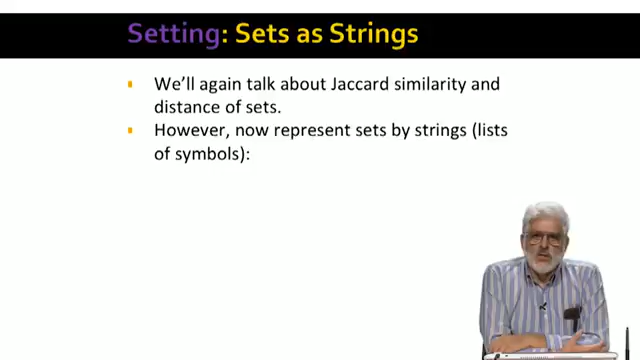 Setting: Sets as Strings
We'll again talk about Jaccard similarity and
distance of sets.
However, now represent sets by strings (lists
of symbols):